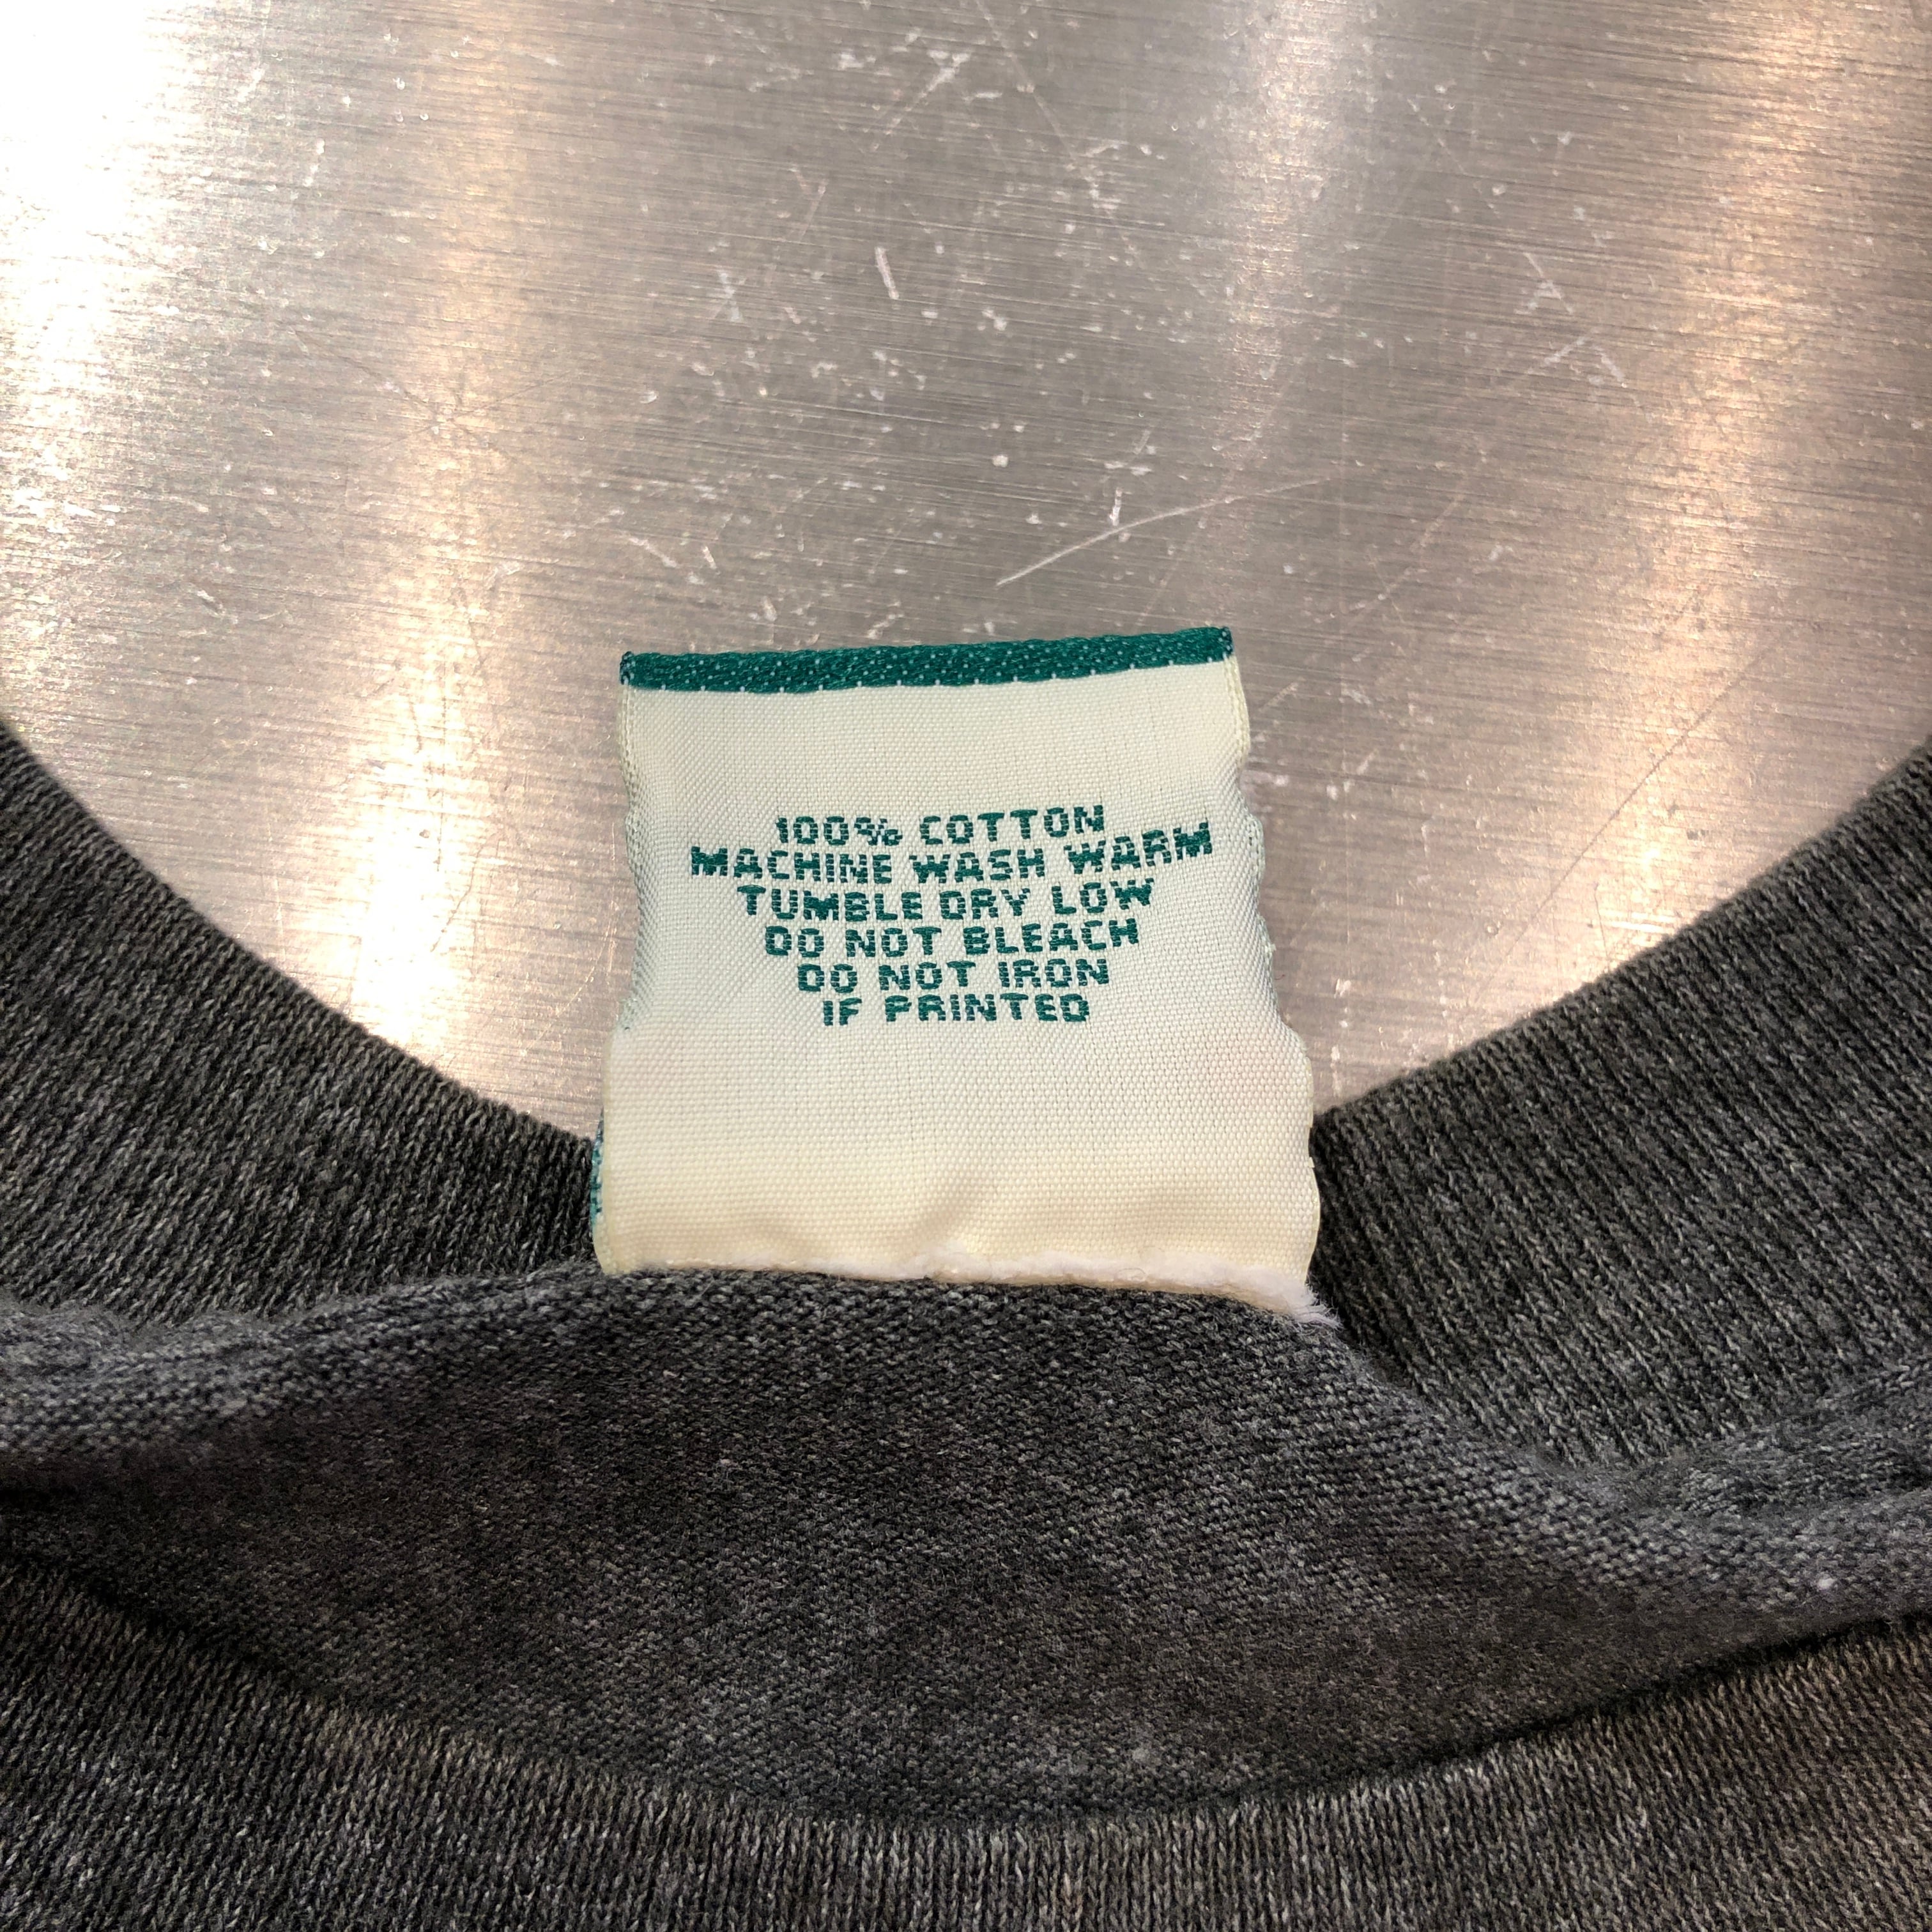 100% COTTON
MACHINE WASH WARM
TUMBLE DRY LOW
DO NOT BLEACH
DO NOT IRON
IF PRINTED